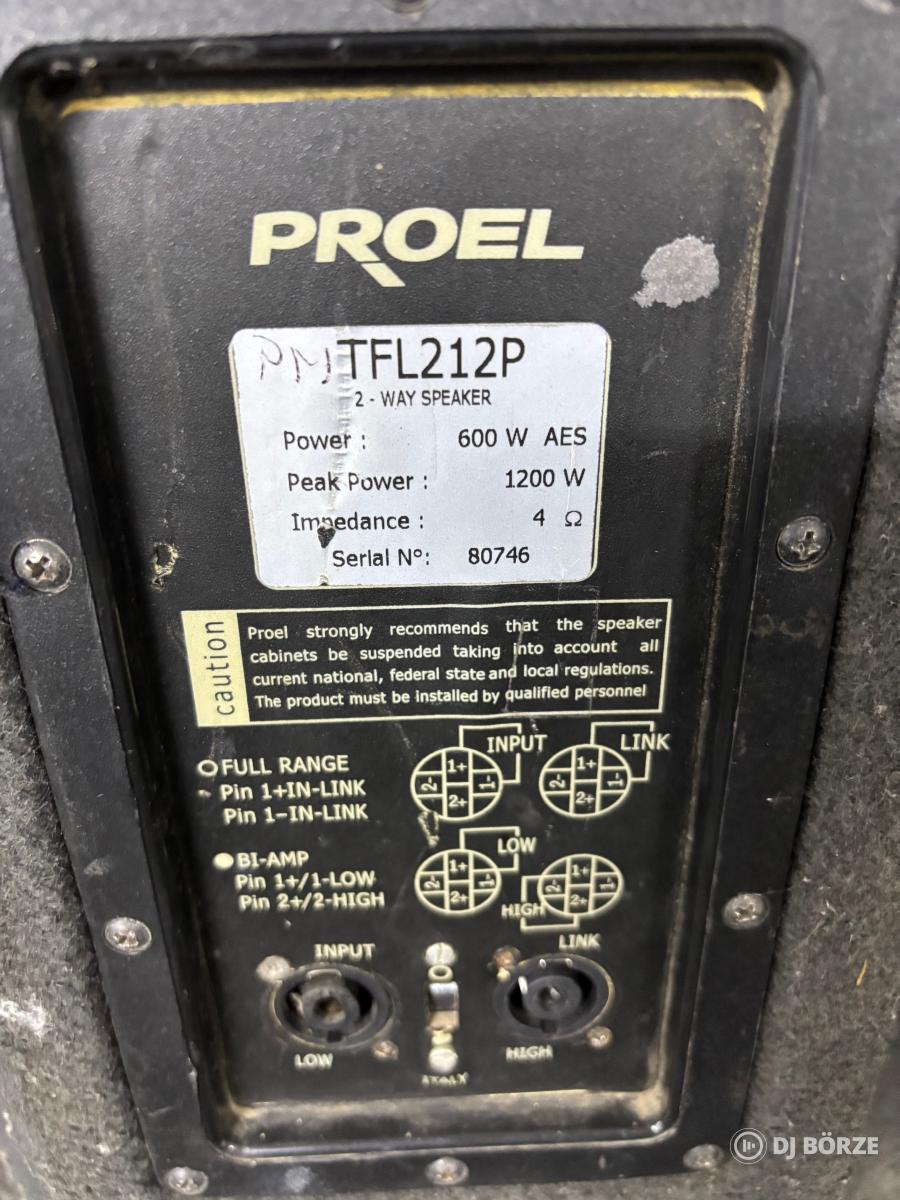 PROEL
TFL212P
2 - WAY SPEAKER
Power : 600 W AES
Peak Power : 1200 W
Impedance : 4 Ω
Serial N°: 80746
caution
Proel strongly recommends that the speaker
cabinets be suspended taking into account all
current national, federal state and local regulations.
The product must be installed by qualified personnel
FULL RANGE
Pin 1+IN-LINK
Pin 1-IN-LINK
INPUT
1+
2-
1-
2+
LINK
1+
2-
1-
2+
BI-AMP
Pin 1+/1-LOW
Pin 2+/2-HIGH
LOW
1+
2-
1-
2+
HIGH
1+
2-
1-
2+
INPUT
LINK
LOW
HIGH
DJ BÖRZE